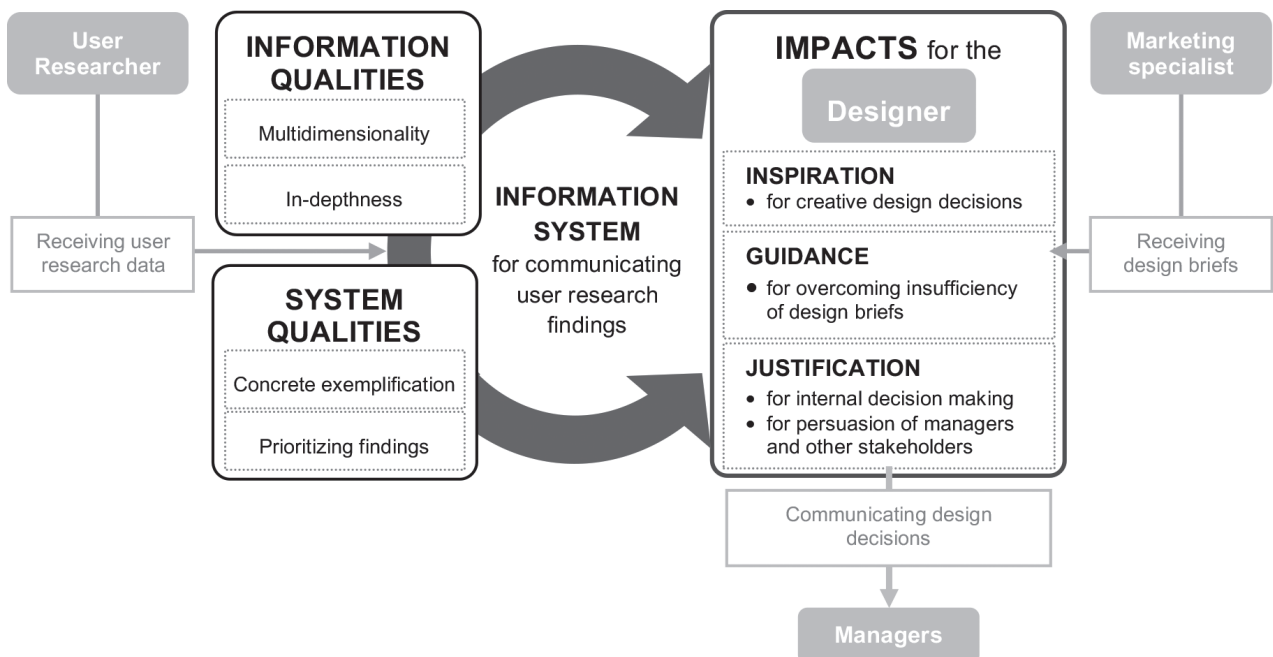 User
Researcher
Receiving user
research data
INFORMATION
QUALITIES
Multidimensionality
In-depthness
SYSTEM
QUALITIES
Concrete exemplification
Prioritizing findings
INFORMATION
SYSTEM
for communicating
user research
findings
IMPACTS for the
Designer
INSPIRATION
• for creative design decisions
GUIDANCE
• for overcoming insufficiency
of design briefs
JUSTIFICATION
• for internal decision making
• for persuasion of managers
and other stakeholders
Marketing
specialist
Receiving
design briefs
Communicating design
decisions
Managers